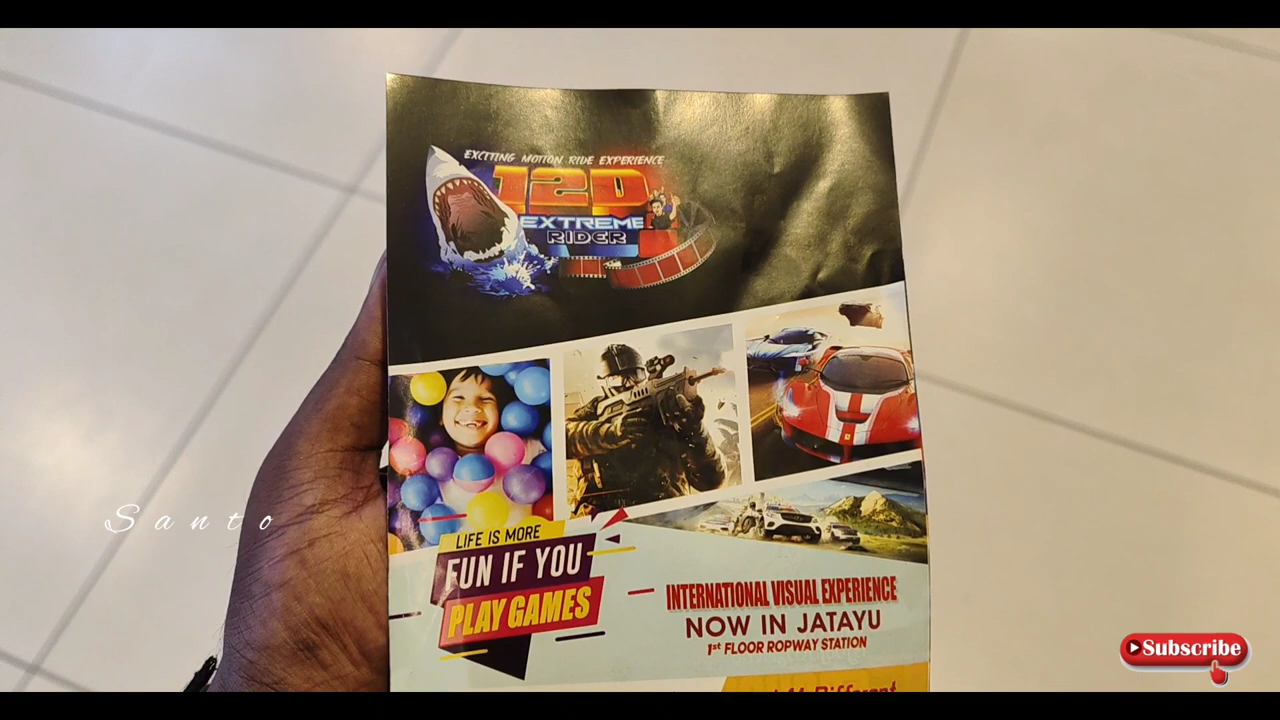 EXCITING MOTION RIDE EXPERIENCE
12D
EXTREME
RIDER
LIFE IS MORE
FUN IF YOU
PLAY GAMES
INTERNATIONAL VISUAL EXPERIENCE
NOW IN JATAYU
1st FLOOR ROPWAY STATION
Different
Santo
Subscribe